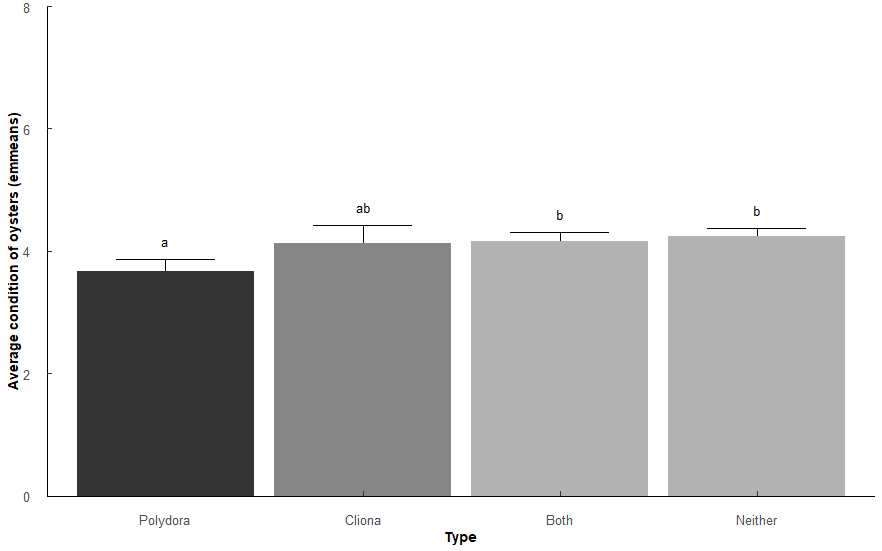 Average condition of oysters (emmeans)
8
6
4
2
0
a
ab
b
b
Polydora
Cliona
Both
Neither
Type